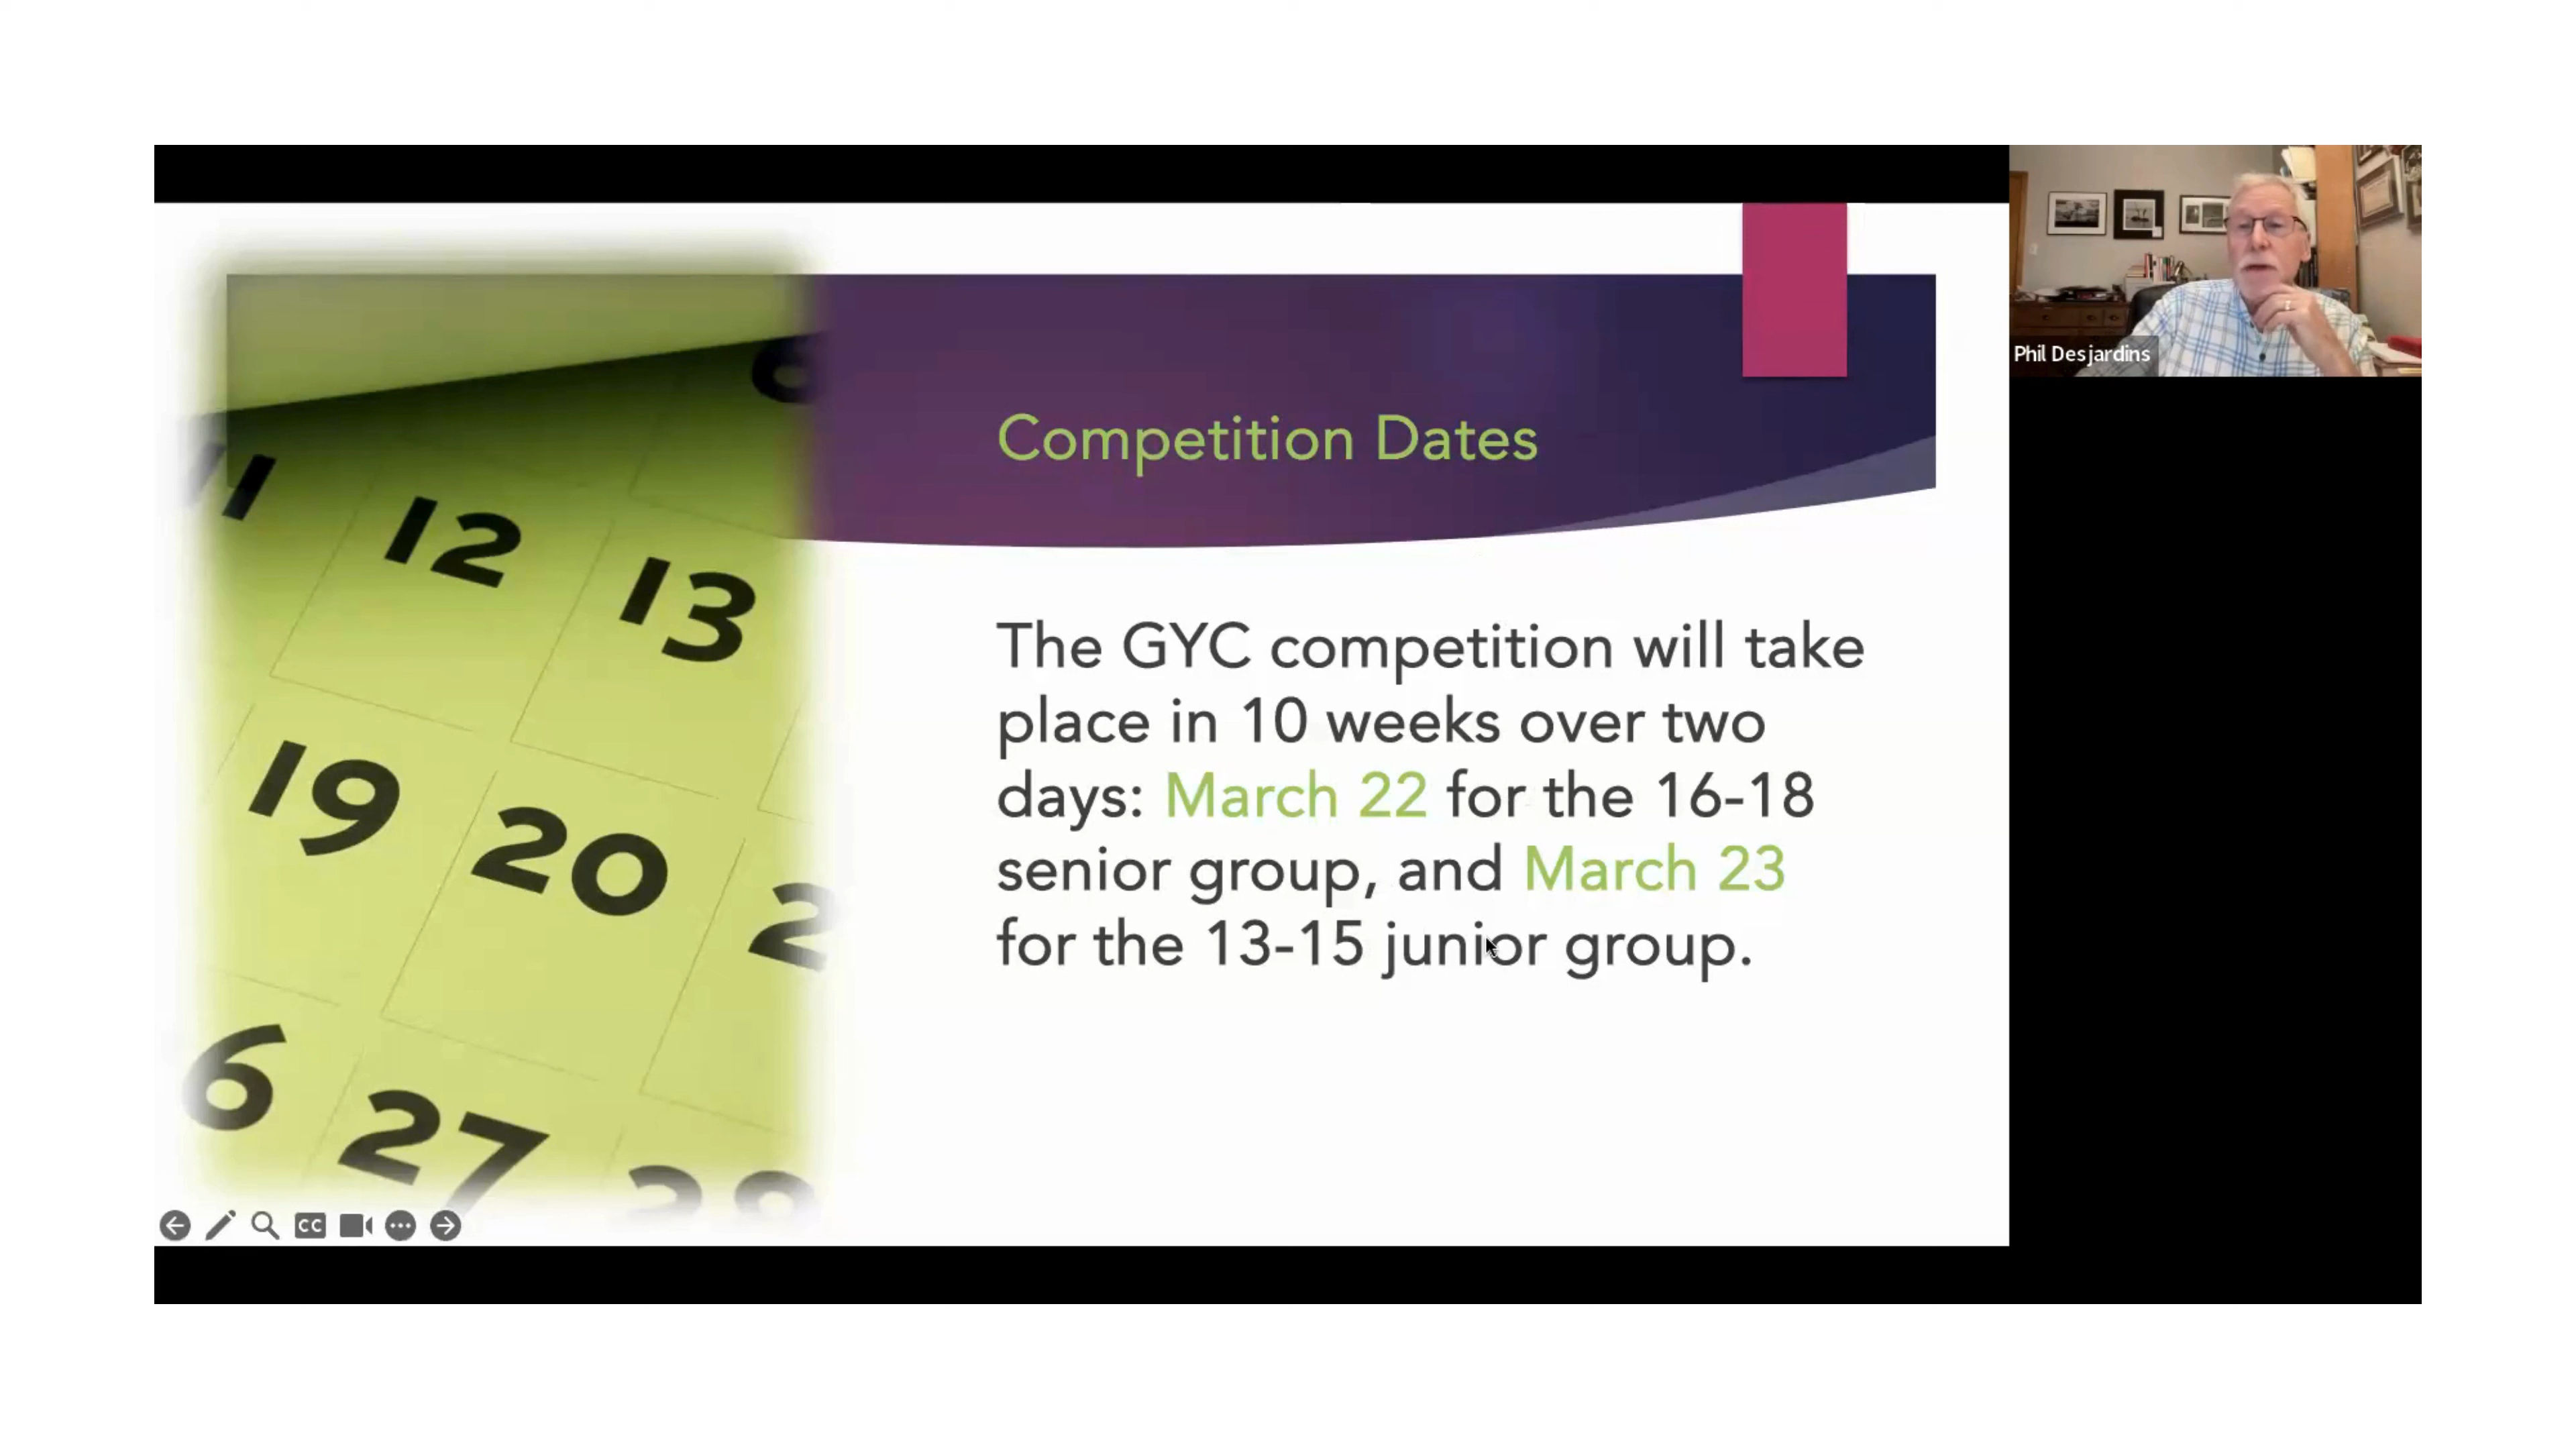 Phil Desjardins
Competition Dates
The GYC competition will take
place in 10 weeks over two
days: March 22 for the 16-18
senior group, and March 23
for the 13-15 junior group.
11
12
13
19
20
27
CC